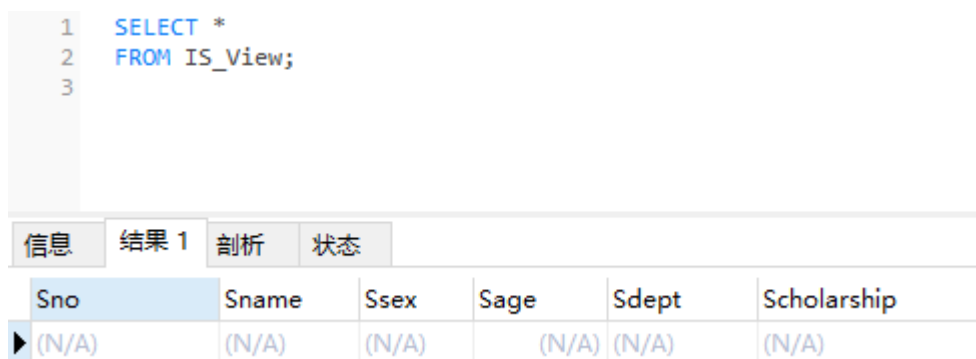 1 SELECT *
2 FROM IS_View;
3
信息 结果 1 剖析 状态
Sno Sname Ssex Sage Sdept Scholarship
(N/A) (N/A) (N/A) (N/A) (N/A) (N/A)